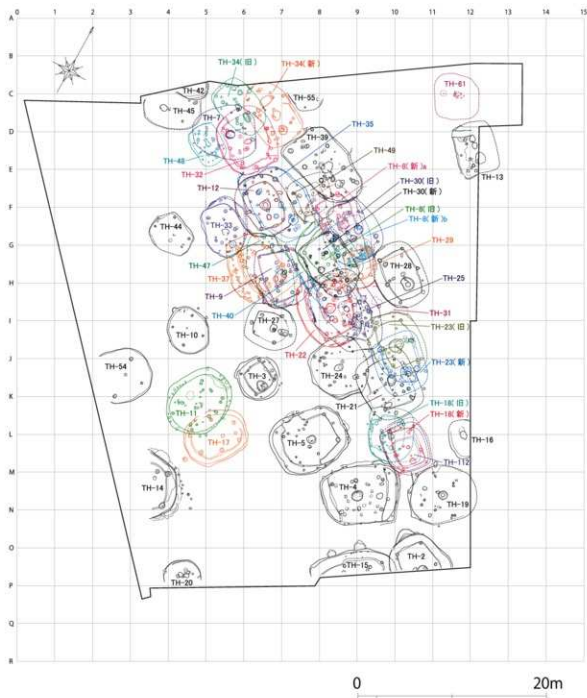 0 1 2 3 4 5 6 7 8 9 10 11 12 13 14 15
A
B
TH-34(旧) TH-34(新)
TH-42 TH-61
C
TH-45 TH-7 TH-55
TH-35
D
TH-39
TH-48 TH-49
TH-13
E
TH-32 TH-8(新)a
TH-12 TH-30(旧)
TH-30(新)
F
TH-8(旧)
TH-33 TH-8(新)b
TH-44
G
TH-29
TH-47 TH-28
TH-37 TH-25
H
TH-9
TH-40 TH-31
I
TH-27 TH-23(旧)
TH-10
TH-22
J
TH-23(新)
TH-54 TH-3 TH-24
K
TH-21 TH-18(旧)
TH-11 TH-18(新)
L
TH-17 TH-5 TH-16
TH-112
M
TH-14 TH-4 TH-19
N
O
TH-2
TH-15
P
TH-20
Q
R
0 20m